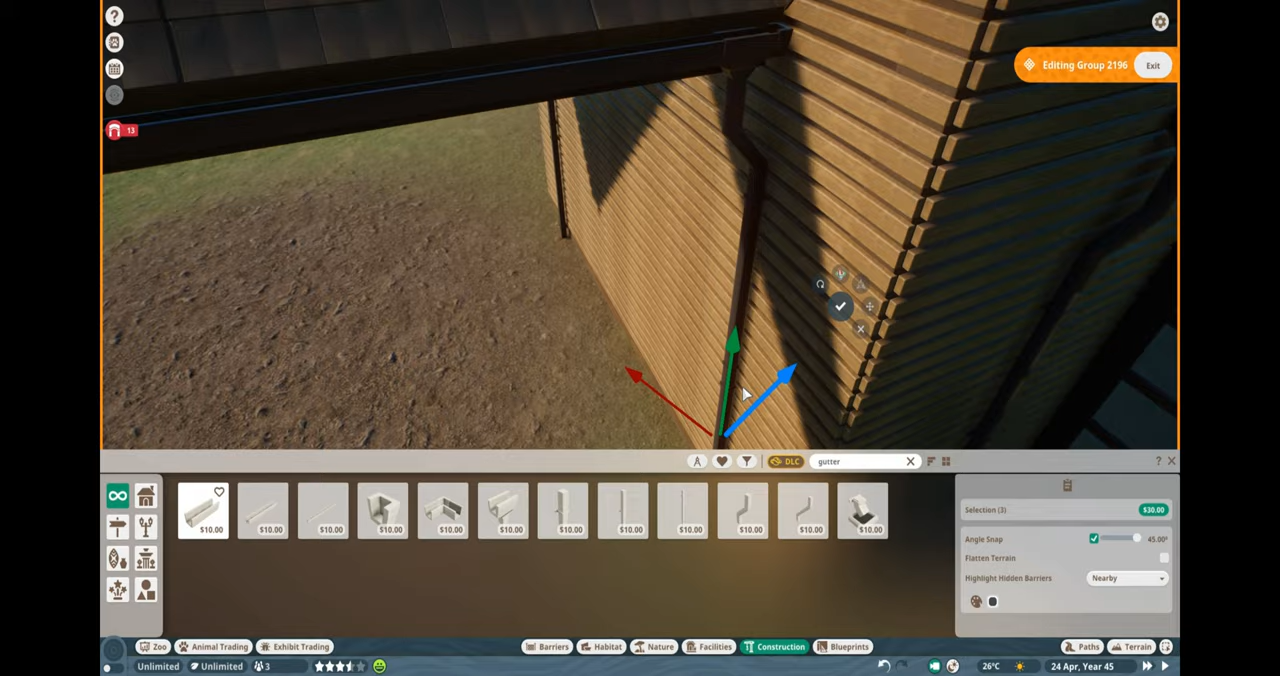 ?
Editing Group 2196
Exit
13
DLC
gutter
?
$10.00
$10.00
$10.00
$10.00
$10.00
$10.00
$10.00
$10.00
$10.00
$10.00
$10.00
$10.00
Selection (3)
$30.00
Angle Snap
45.00°
Flatten Terrain
Highlight Hidden Barriers
Nearby
Zoo
Animal Trading
Exhibit Trading
Barriers
Habitat
Nature
Facilities
Construction
Blueprints
Paths
Terrain
Unlimited
Unlimited
3
26°C
24 Apr, Year 45